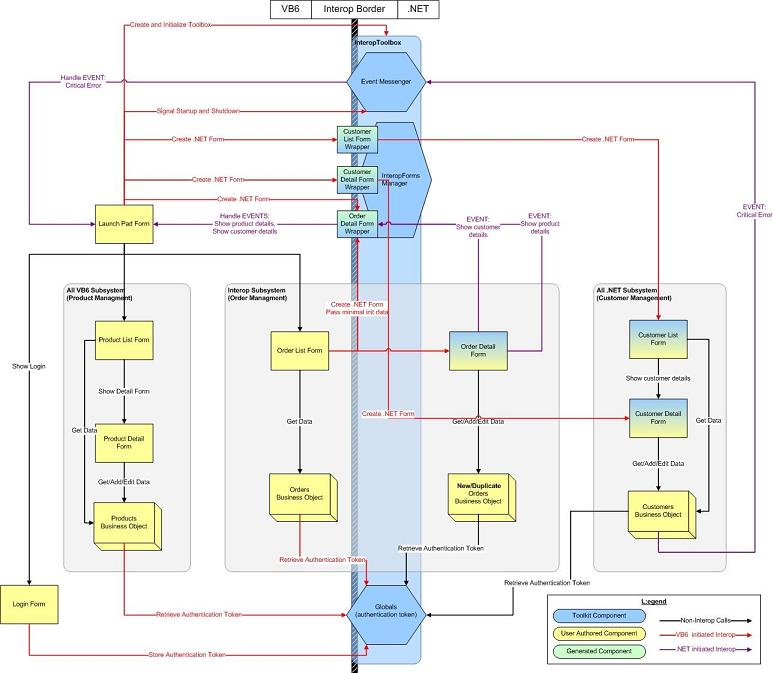 VB6 Interop Border .NET
Create and Initialize Toolbox
InteropToolbox
Handle EVENT:
Critical Error
Event Messenger
Signal Startup and Shutdown
Create .NET Form
Customer
List Form
Wrapper
Create .NET Form
Create .NET Form
Customer
Detail Form
Wrapper
InteropForms
Manager
Create .NET Form
Launch Pad Form
Handle EVENTS:
Show product details,
Show customer details
Order
Detail Form
Wrapper
EVENT:
Show customer
details
EVENT:
Show product
details
EVENT:
Critical Error
All VB6 Subsystem
(Product Managment)
Interop Subsystem
(Order Managment)
All .NET Subsystem
(Customer Management)
Create .NET Form
Pass minimal init data
Product List Form
Order List Form
Order Detail
Form
Customer List
Form
Show Login
Show Detail Form
Show customer details
Get Data
Product Detail
Form
Get Data
Create .NET Form
Get/Add/Edit Data
Customer Detail
Form
Get Data
Get/Add/Edit Data
Get/Add/Edit Data
Products
Business Object
Orders
Business Object
New/Duplicate
Orders
Business Object
Customers
Business Object
Retrieve Authentication Token
Retrieve Authentication Token
Retrieve Authentication Token
Login Form
Retrieve Authentication Token
Globals
(authentication token)
Store Authentication Token
Legend
Toolkit Component
User Authored Component
Generated Component
Non-Interop Calls
VB6 initiated Interop
.NET initiated Interop